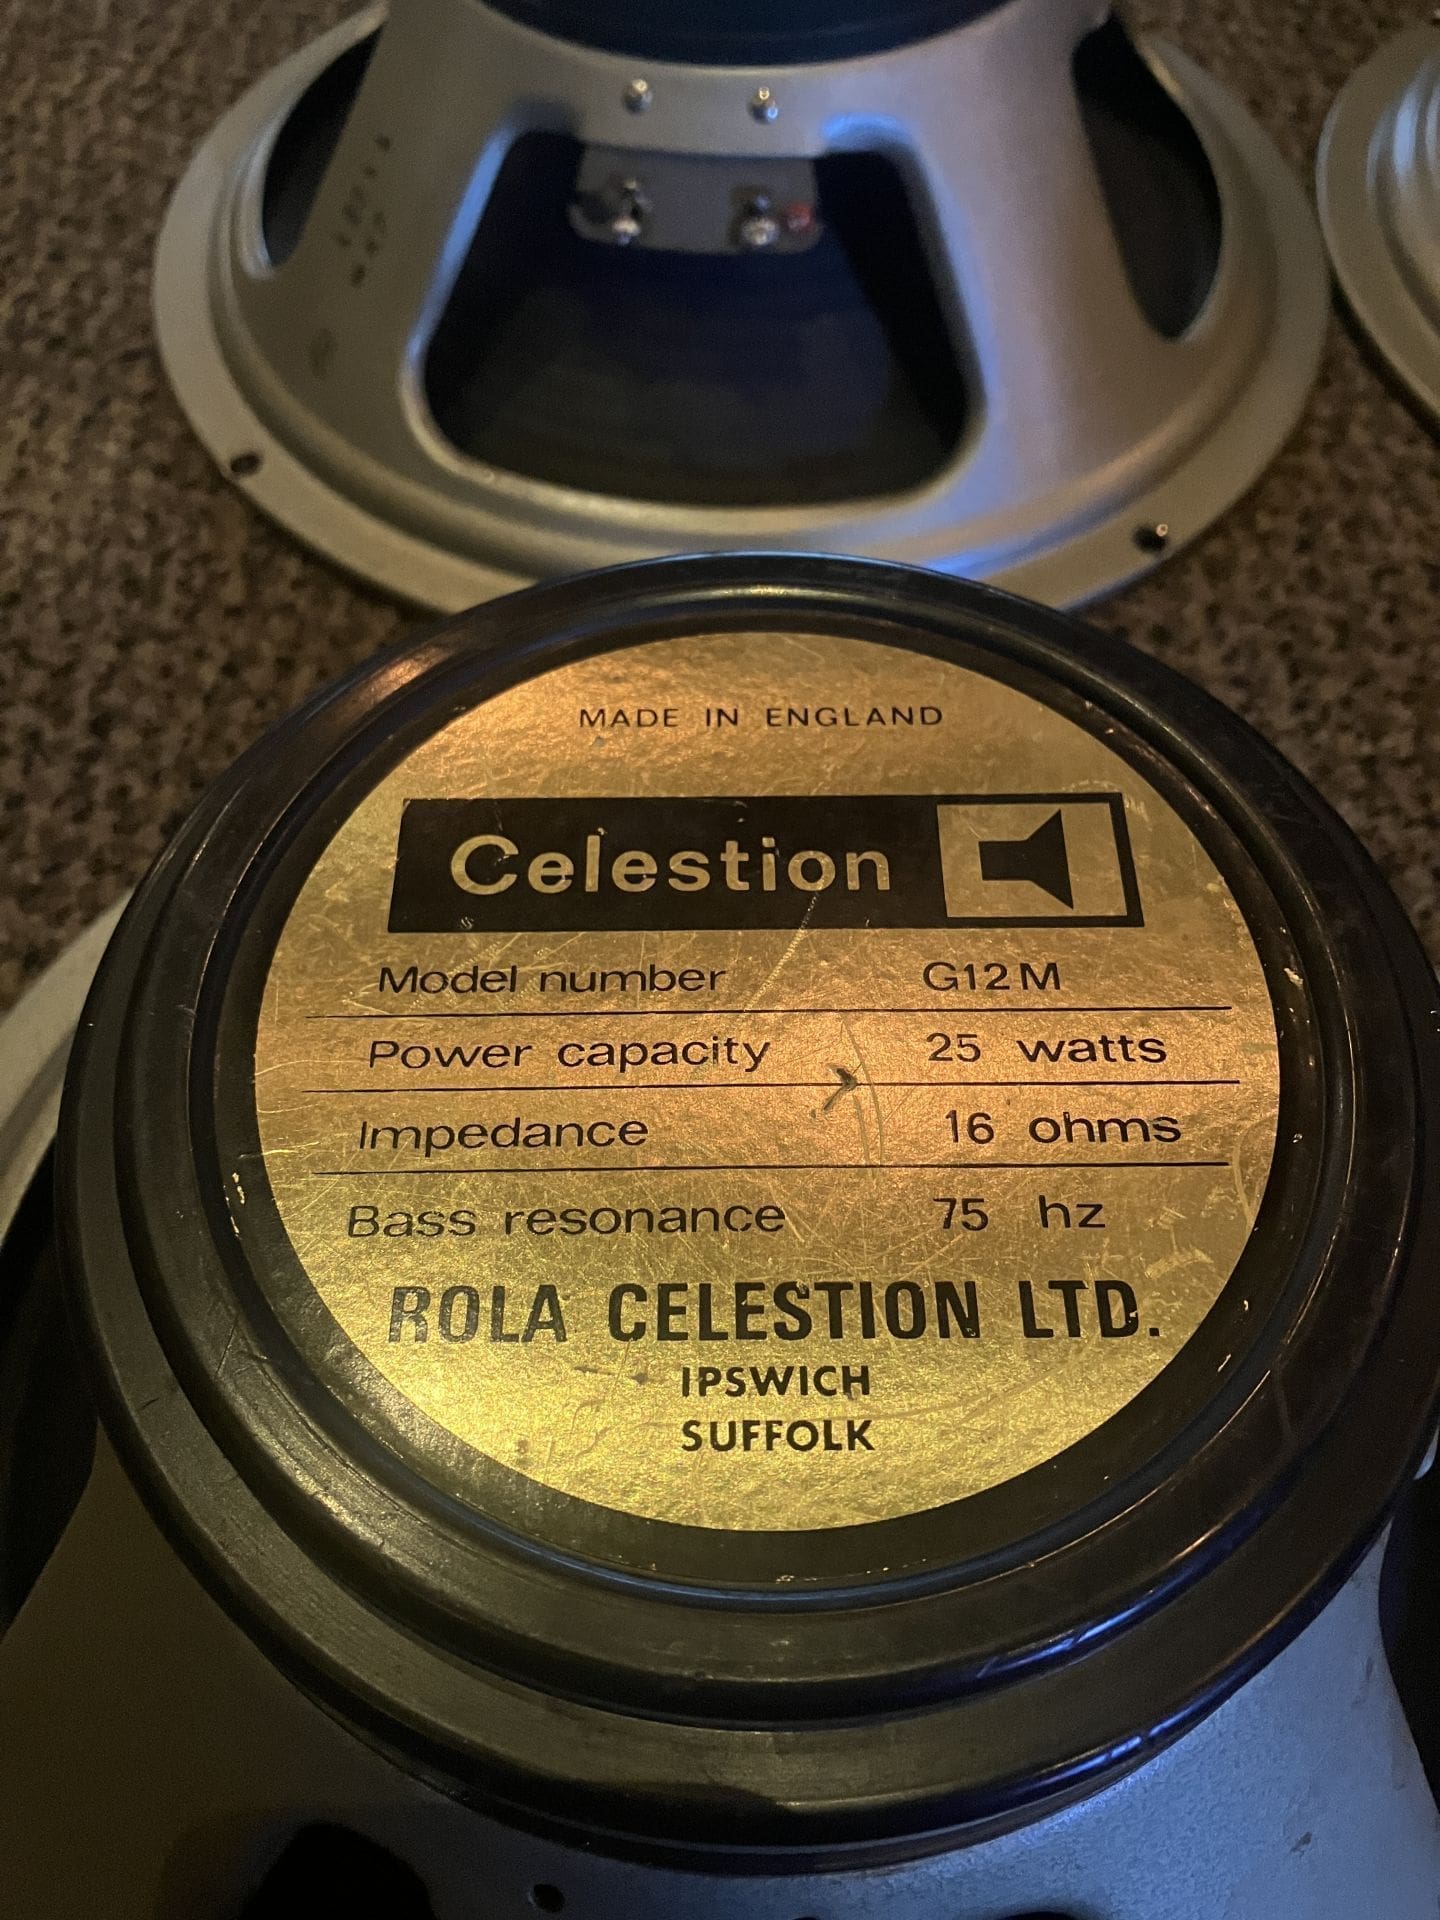 MADE IN ENGLAND
Celestion
Model number G12M
Power capacity 25 watts
Impedance 16 ohms
Bass resonance 75 hz
ROLA CELESTION LTD.
IPSWICH
SUFFOLK